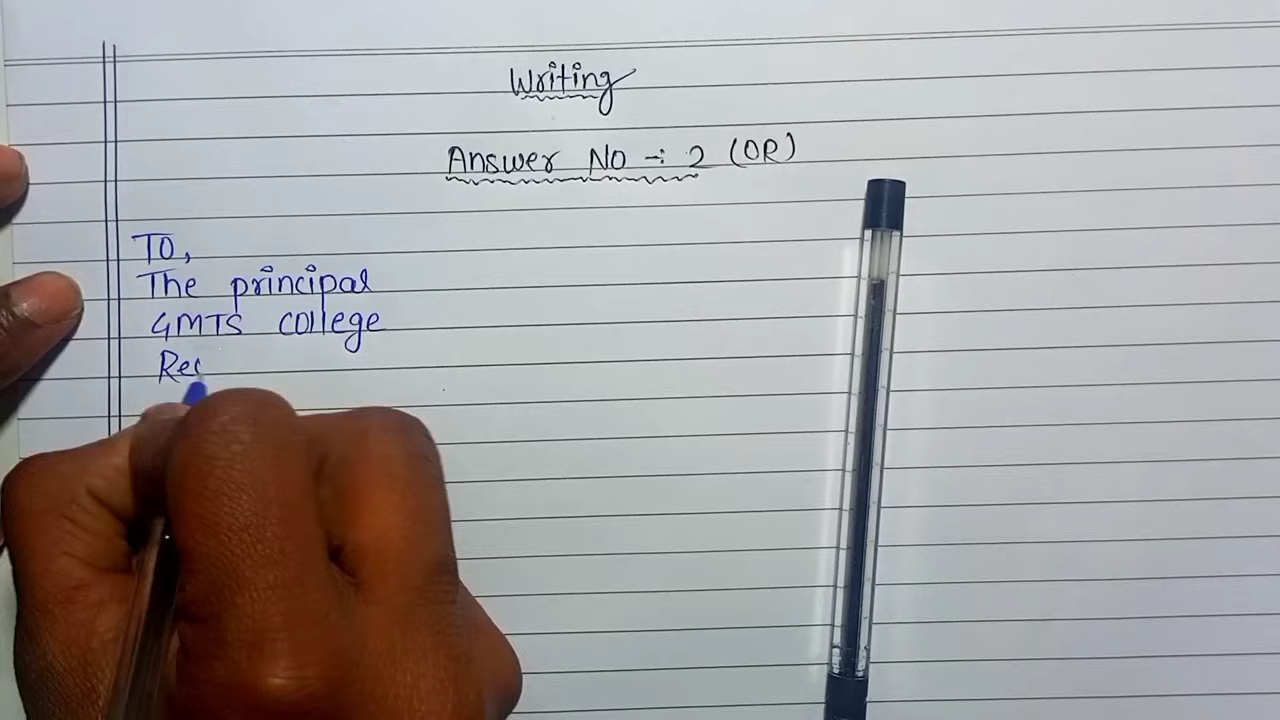 Writing
Answer No -: 2 (OR)
TO,
The principal
GMTS college